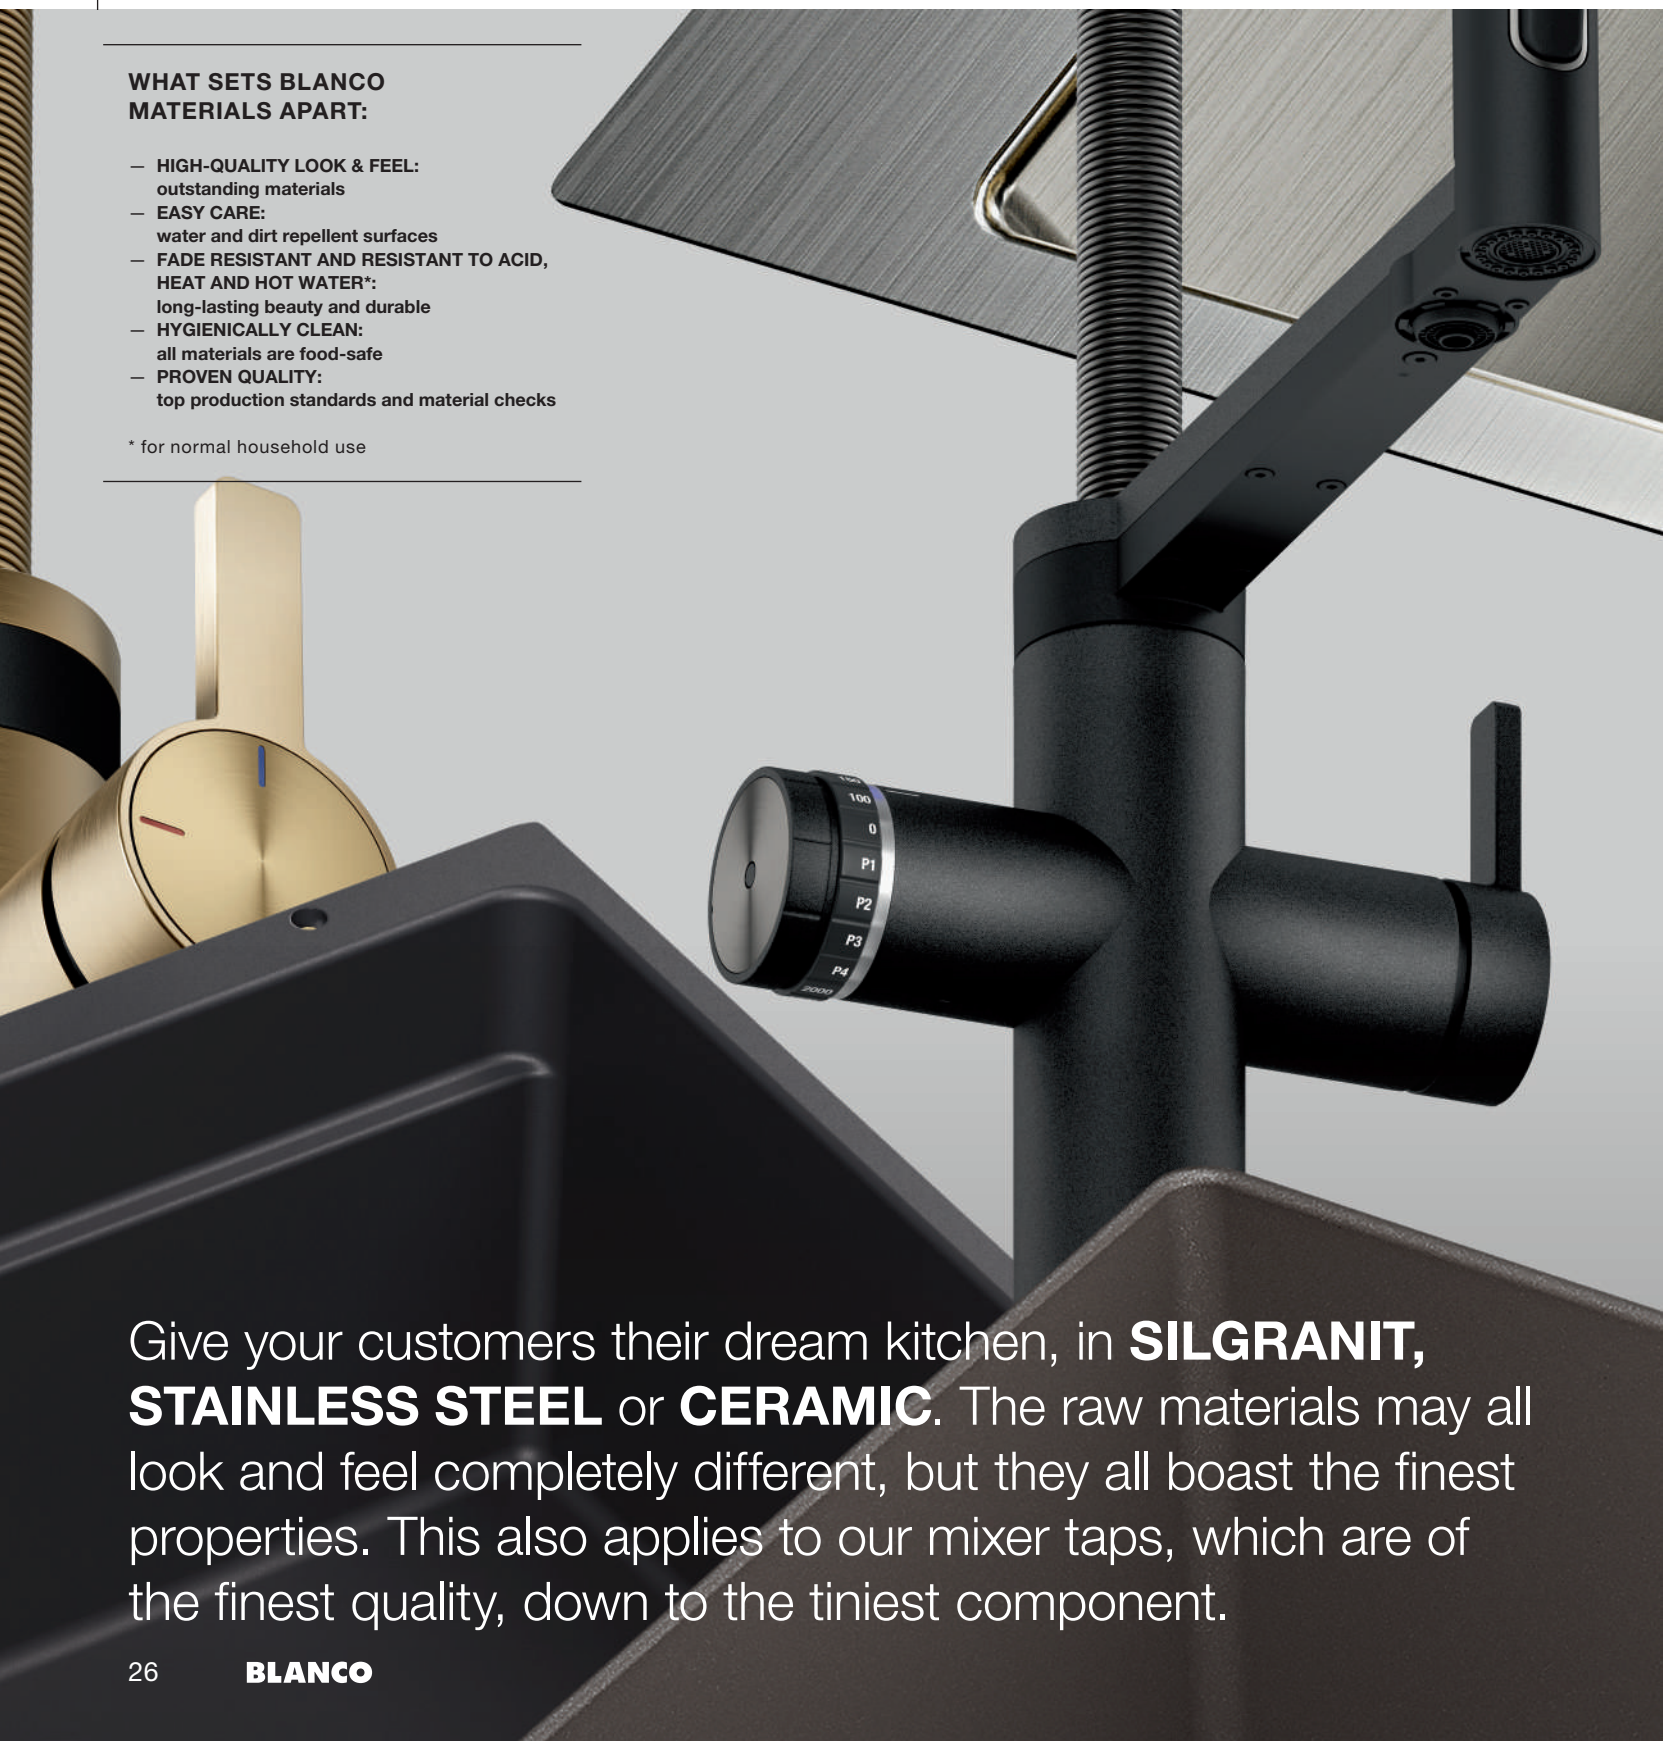 WHAT SETS BLANCO
MATERIALS APART:
— HIGH-QUALITY LOOK & FEEL:
outstanding materials
— EASY CARE:
water and dirt repellent surfaces
— FADE RESISTANT AND RESISTANT TO ACID,
HEAT AND HOT WATER*:
long-lasting beauty and durable
— HYGIENICALLY CLEAN:
all materials are food-safe
— PROVEN QUALITY:
top production standards and material checks
* for normal household use
150
100
0
P1
P2
P3
P4
2000
Give your customers their dream kitchen, in SILGRANIT,
STAINLESS STEEL or CERAMIC. The raw materials may all
look and feel completely different, but they all boast the finest
properties. This also applies to our mixer taps, which are of
the finest quality, down to the tiniest component.
26 BLANCO